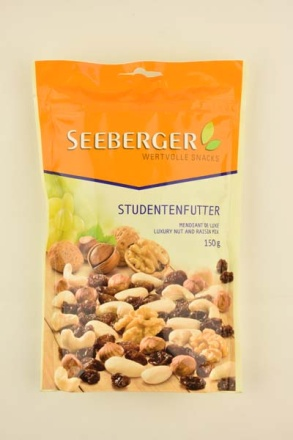 SEEBERGER
WERTVOLLE SNACKS
STUDENTENFUTTER
MENDIANT DE LUXE
LUXURY NUT AND RAISIN MIX
150g